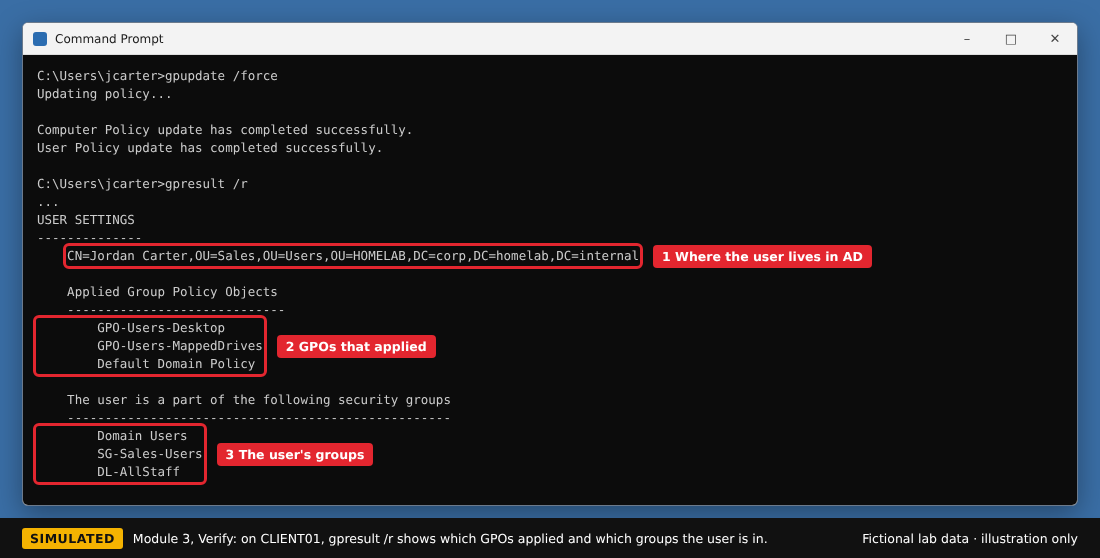 Command Prompt
C:\Users\jcarter>gpupdate /force
Updating policy...
Computer Policy update has completed successfully.
User Policy update has completed successfully.
C:\Users\jcarter>gpresult /r
...
USER SETTINGS
--------------
CN=Jordan Carter,OU=Sales,OU=Users,OU=HOMELAB,DC=corp,DC=homelab,DC=internal
1 Where the user lives in AD
Applied Group Policy Objects
-----------------------------
GPO-Users-Desktop
GPO-Users-MappedDrives
2 GPOs that applied
Default Domain Policy
The user is a part of the following security groups
---------------------------------------------------
Domain Users
SG-Sales-Users
3 The user's groups
DL-AllStaff
SIMULATED
Module 3, Verify: on CLIENT01, gpresult /r shows which GPOs applied and which groups the user is in.
Fictional lab data · illustration only